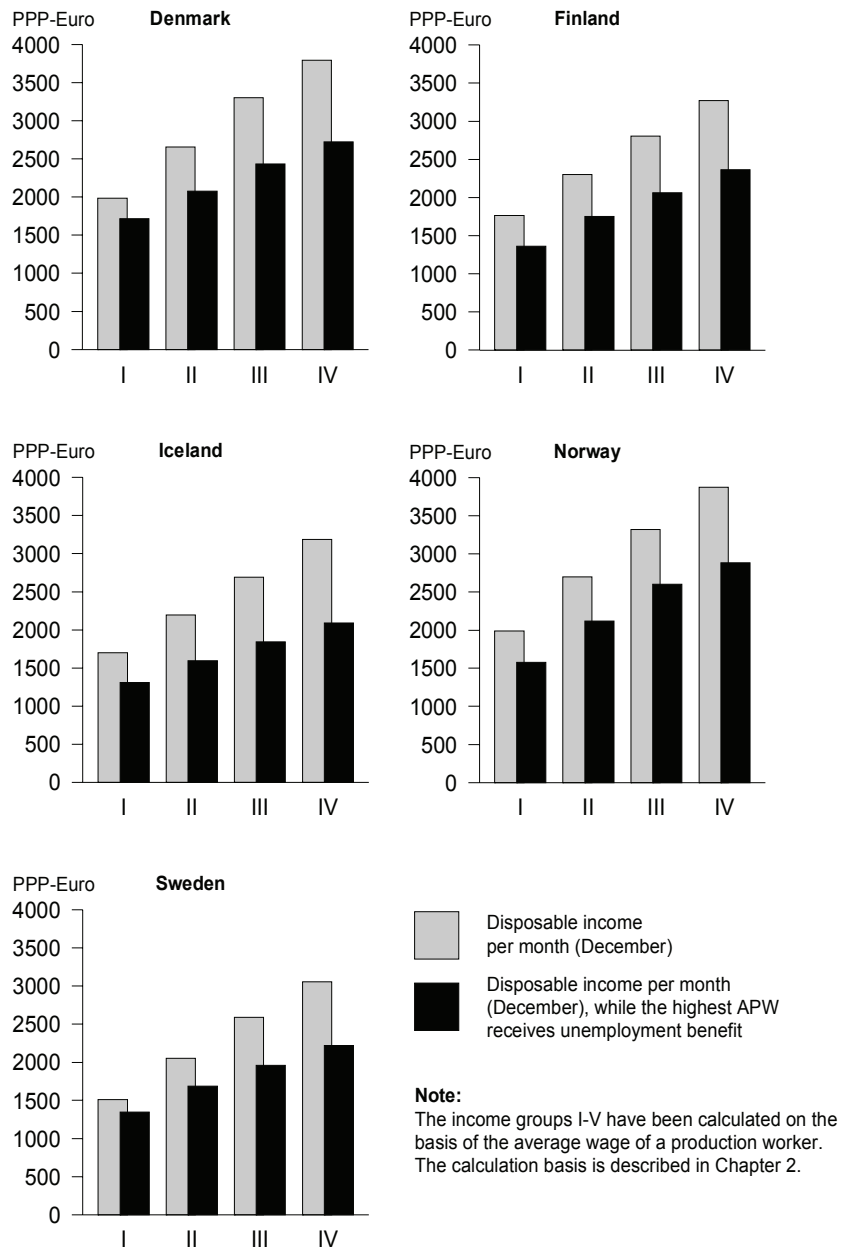 PPP-Euro Denmark
4000
3500
3000
2500
2000
1500
1000
500
0
I II III IV
PPP-Euro Finland
4000
3500
3000
2500
2000
1500
1000
500
0
I II III IV
PPP-Euro Iceland
4000
3500
3000
2500
2000
1500
1000
500
0
I II III IV
PPP-Euro Norway
4000
3500
3000
2500
2000
1500
1000
500
0
I II III IV
PPP-Euro Sweden
4000
3500
3000
2500
2000
1500
1000
500
0
I II III IV
Disposable income
per month (December)
Disposable income per month
(December), while the highest APW
receives unemployment benefit
Note:
The income groups I-V have been calculated on the
basis of the average wage of a production worker.
The calculation basis is described in Chapter 2.